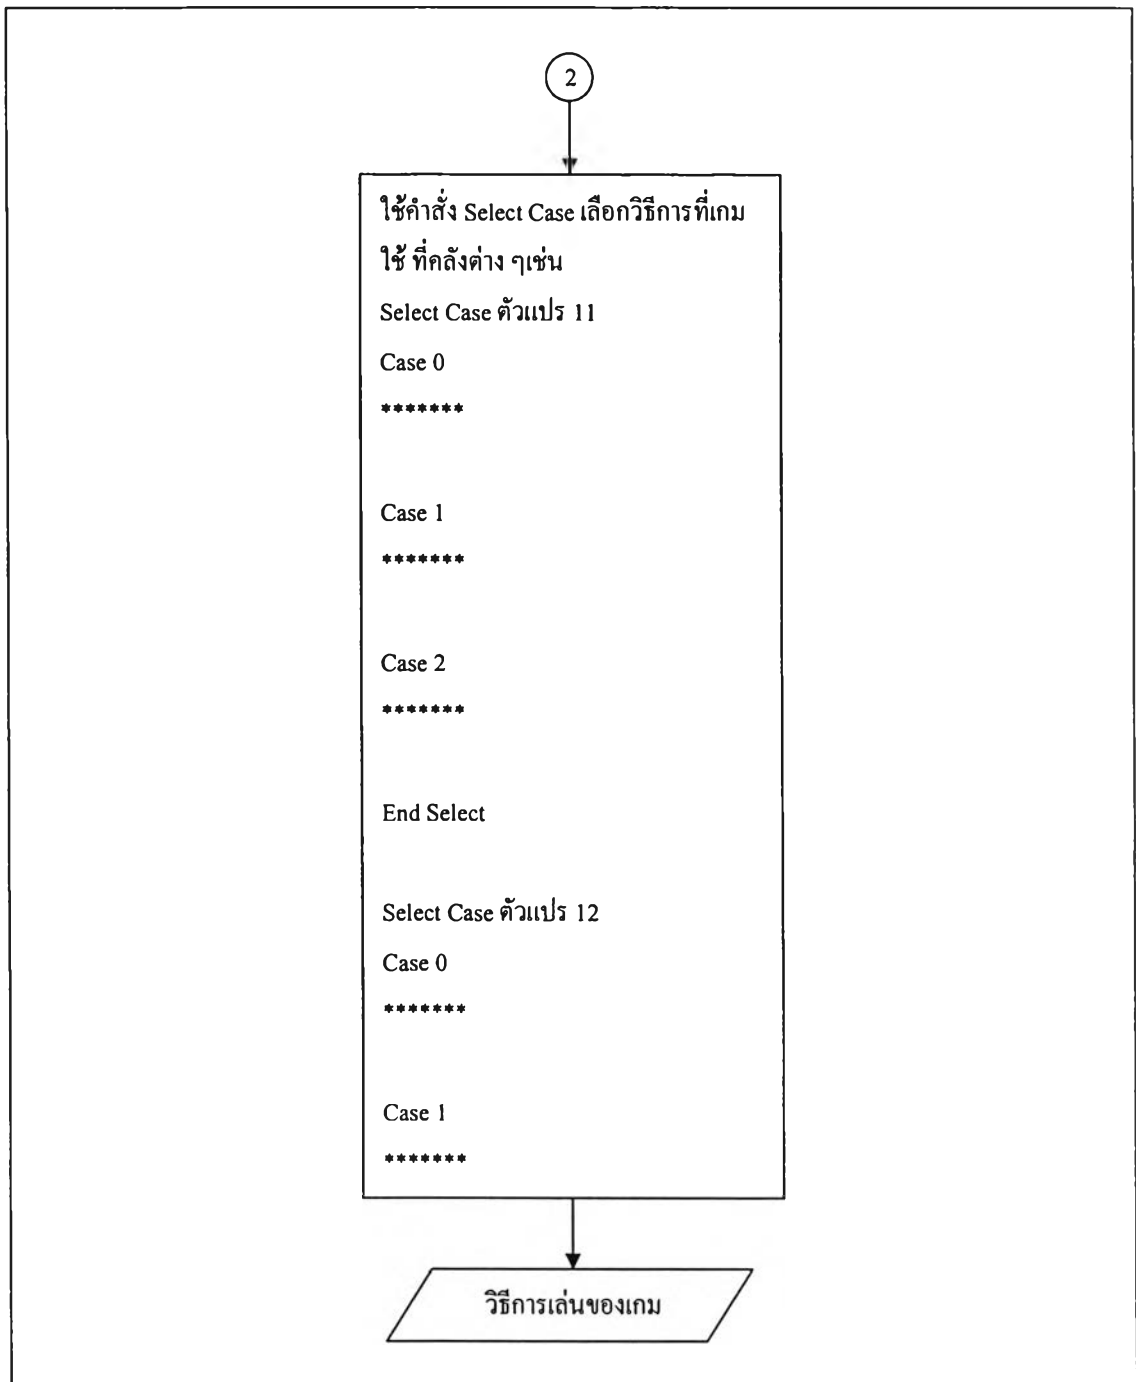 2
ใช้คำสั่ง Select Case เลือกวิธีการที่เกม
ใช้ ที่คลังต่าง ๆเช่น
Select Case ตัวแปร 11
Case 0
*******
Case 1
*******
Case 2
*******
End Select
Select Case ตัวแปร 12
Case 0
*******
Case 1
*******
วิธีการเล่นของเกม